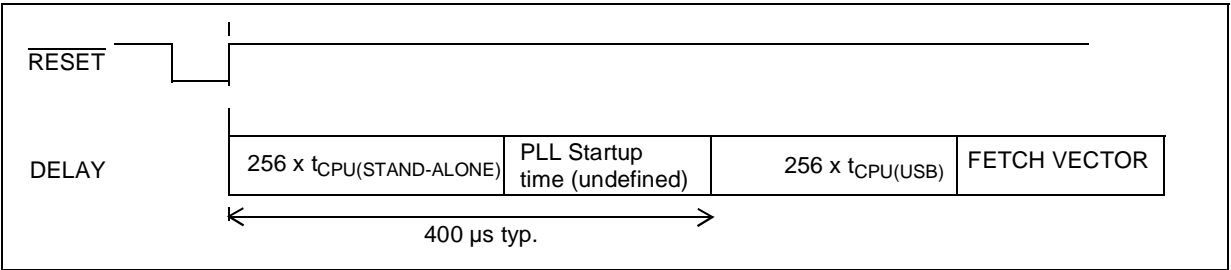 RESET
DELAY
256 x tCPU(STAND-ALONE)
PLL Startup
time (undefined)
256 x tCPU(USB)
FETCH VECTOR
400 µs typ.